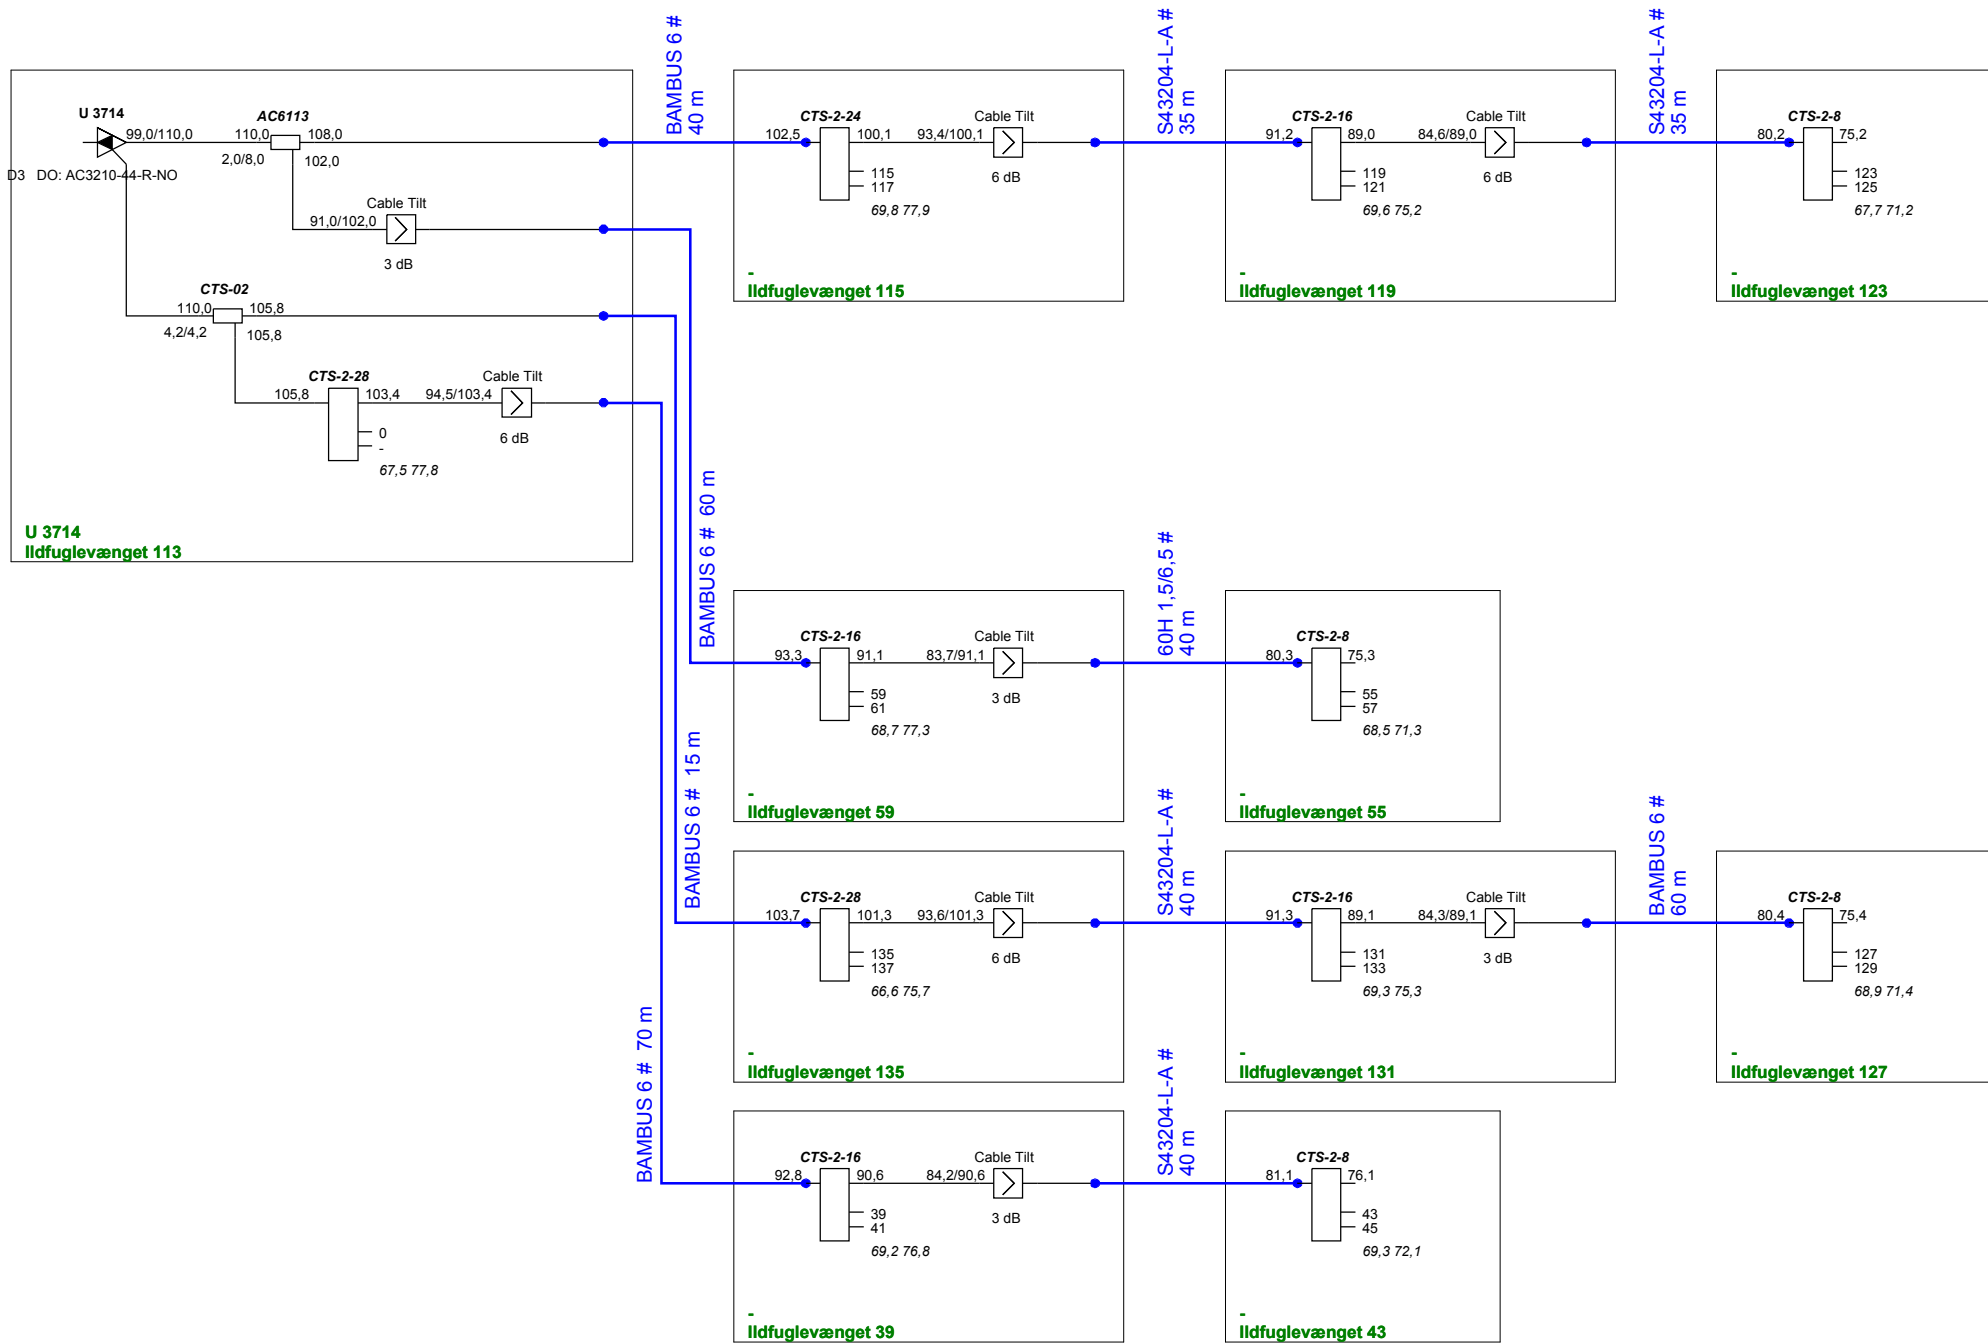 U 3714
99,0/110,0
D3 DO: AC3210-44-R-NO
AC6113
110,0
108,0
2,0/8,0
102,0
Cable Tilt
91,0/102,0
3 dB
CTS-02
110,0
105,8
4,2/4,2
105,8
CTS-2-28
105,8
103,4
94,5/103,4
Cable Tilt
6 dB
0
-
67,5 77,8
U 3714
Ildfuglevænget 113
BAMBUS 6 #
40 m
CTS-2-24
102,5
100,1
93,4/100,1
Cable Tilt
6 dB
115
117
69,8 77,9
-
Ildfuglevænget 115
S43204-L-A #
35 m
CTS-2-16
91,2
89,0
84,6/89,0
Cable Tilt
6 dB
119
121
69,6 75,2
-
Ildfuglevænget 119
S43204-L-A #
35 m
CTS-2-8
80,2
75,2
123
125
67,7 71,2
-
Ildfuglevænget 123
BAMBUS 6 # 60 m
CTS-2-16
93,3
91,1
83,7/91,1
Cable Tilt
3 dB
59
61
68,7 77,3
-
Ildfuglevænget 59
60H 1,5/6,5 #
40 m
CTS-2-8
80,3
75,3
55
57
68,5 71,3
-
Ildfuglevænget 55
BAMBUS 6 # 15 m
CTS-2-28
103,7
101,3
93,6/101,3
Cable Tilt
6 dB
135
137
66,6 75,7
-
Ildfuglevænget 135
S43204-L-A #
40 m
CTS-2-16
91,3
89,1
84,3/89,1
Cable Tilt
3 dB
131
133
69,3 75,3
-
Ildfuglevænget 131
BAMBUS 6 #
60 m
CTS-2-8
80,4
75,4
127
129
68,9 71,4
-
Ildfuglevænget 127
BAMBUS 6 # 70 m
CTS-2-16
92,8
90,6
84,2/90,6
Cable Tilt
3 dB
39
41
69,2 76,8
-
Ildfuglevænget 39
S43204-L-A #
40 m
CTS-2-8
81,1
76,1
43
45
69,3 72,1
-
Ildfuglevænget 43